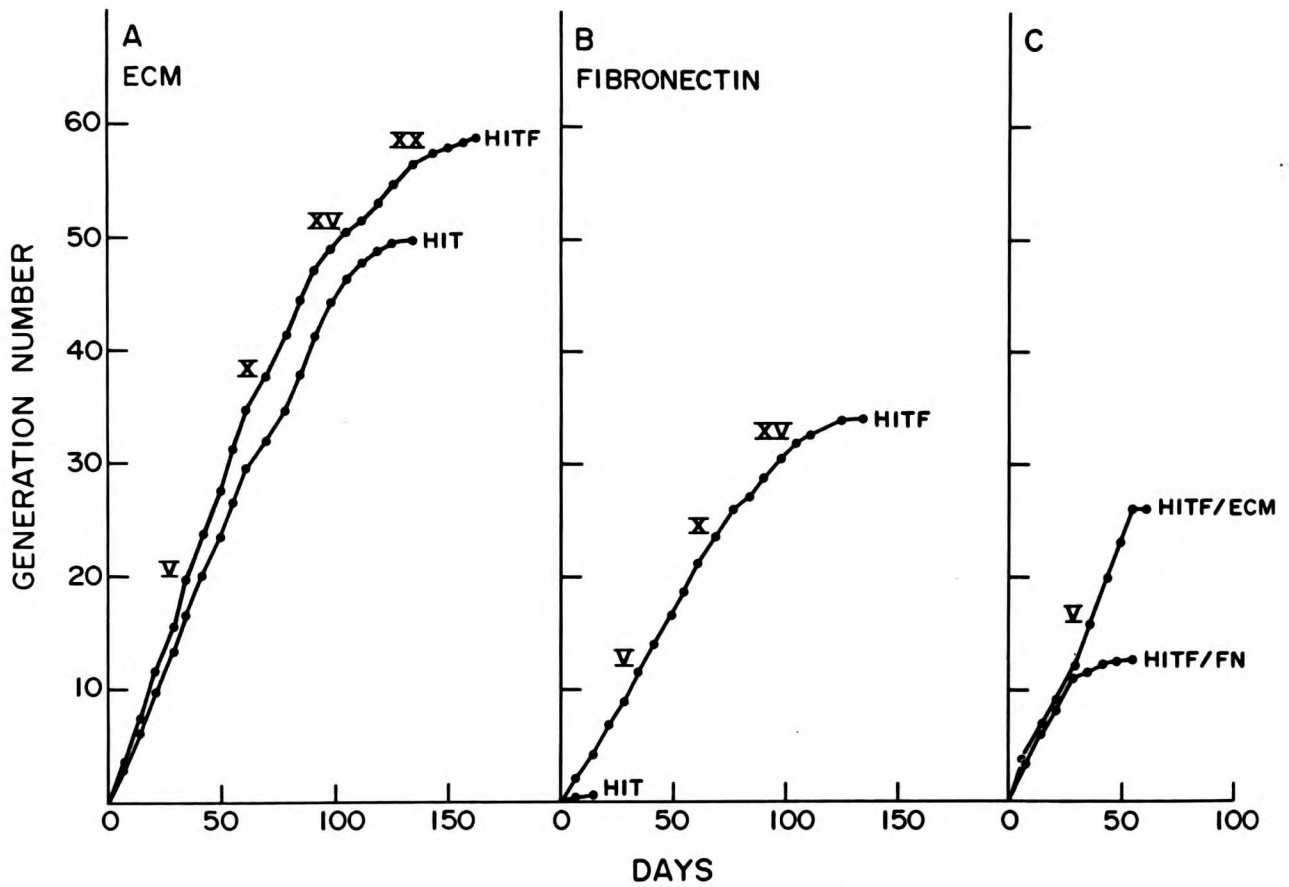 A
ECM
B
FIBRONECTIN
C
GENERATION NUMBER
60
50
40
30
20
10
V
X
XV
XX
HITF
HIT
V
X
XV
HITF
HIT
V
HITF/ECM
HITF/FN
0 50 100 150
0 50 100
0 50 100
DAYS